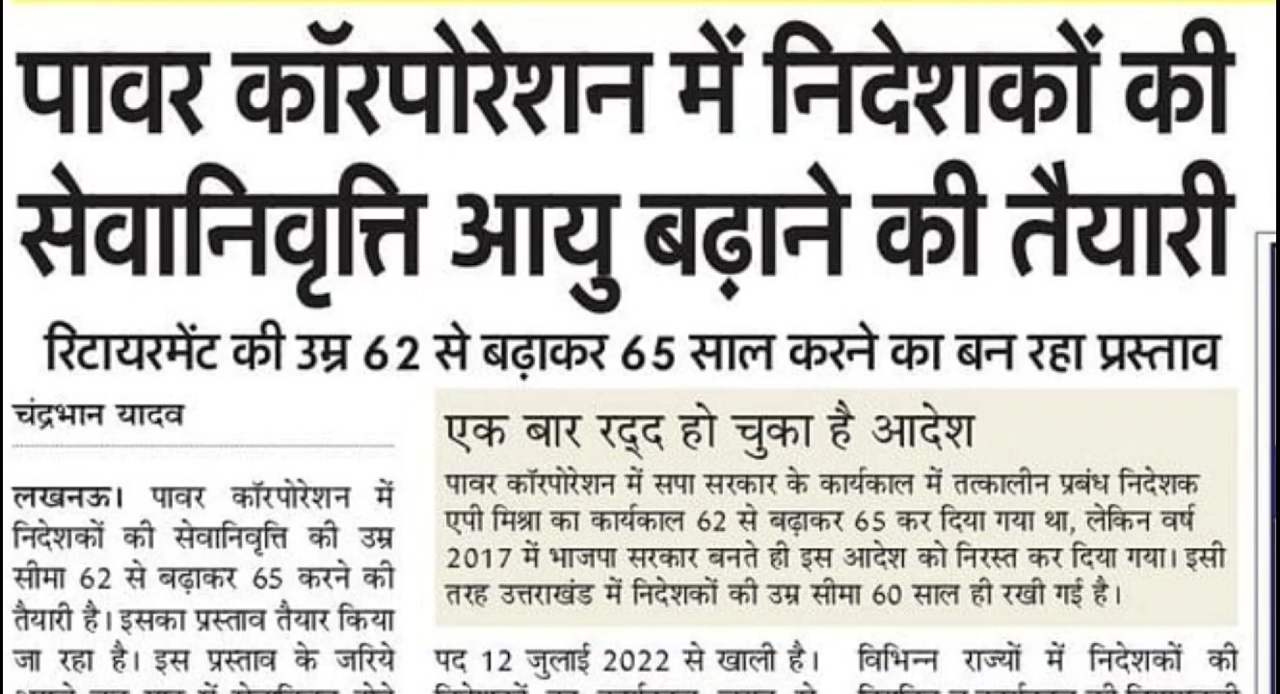 पावर कॉरपोरेशन में निदेशकों की
सेवानिवृत्ति आयु बढ़ाने की तैयारी
रिटायरमेंट की उम्र 62 से बढ़ाकर 65 साल करने का बन रहा प्रस्ताव
चंद्रभान यादव
लखनऊ। पावर कॉरपोरेशन में
निदेशकों की सेवानिवृत्ति की उम्र
सीमा 62 से बढ़ाकर 65 करने की
तैयारी है। इसका प्रस्ताव तैयार किया
जा रहा है। इस प्रस्ताव के जरिये
एक बार रद्द हो चुका है आदेश
पावर कॉरपोरेशन में सपा सरकार के कार्यकाल में तत्कालीन प्रबंध निदेशक
एपी मिश्रा का कार्यकाल 62 से बढ़ाकर 65 कर दिया गया था, लेकिन वर्ष
2017 में भाजपा सरकार बनते ही इस आदेश को निरस्त कर दिया गया। इसी
तरह उत्तराखंड में निदेशकों की उम्र सीमा 60 साल ही रखी गई है।
पद 12 जुलाई 2022 से खाली है।
विभिन्न राज्यों में निदेशकों की